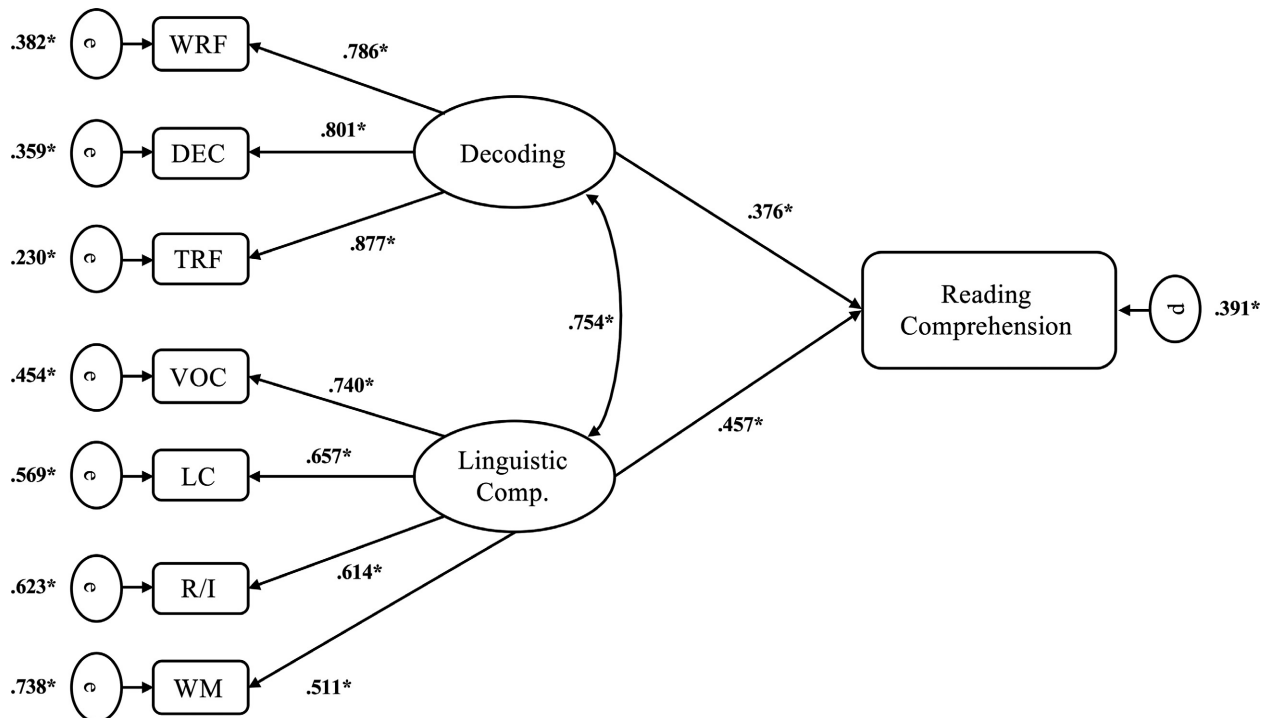 .382*
e
WRF
.786*
.359*
e
DEC
.801*
Decoding
.230*
e
TRF
.877*
.376*
.754*
Reading
Comprehension
d
.391*
.454*
e
VOC
.740*
.569*
e
LC
.657*
Linguistic
Comp.
.457*
.623*
e
R/I
.614*
.738*
e
WM
.511*